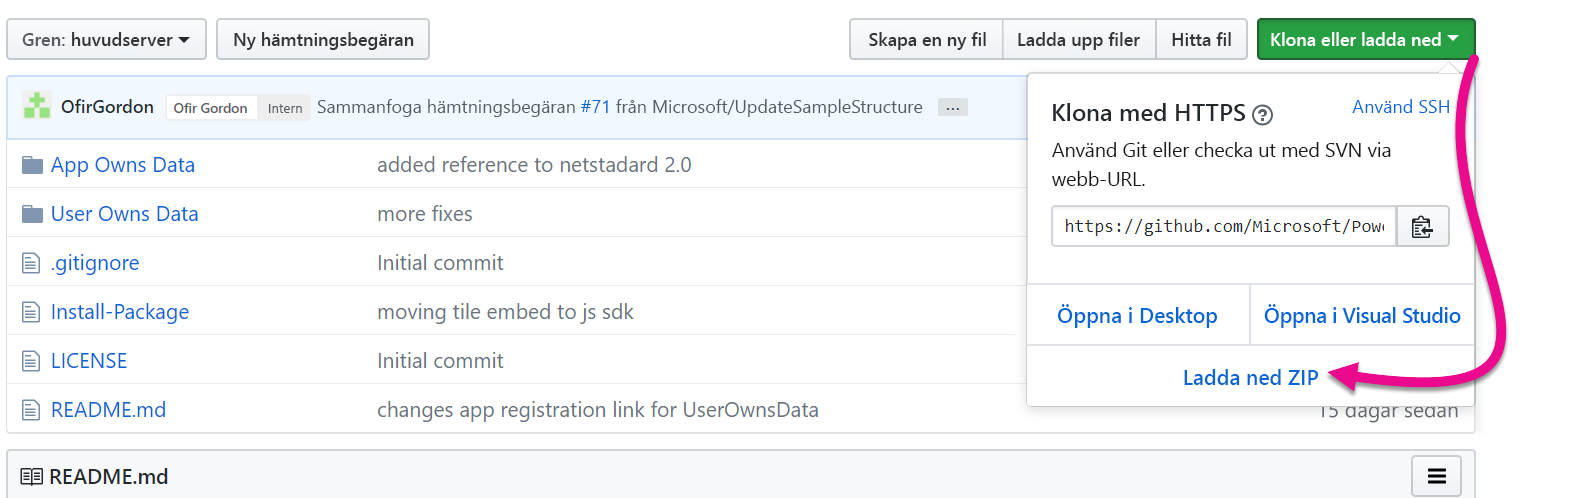 Gren: huvudserver
Ny hämtningsbegäran
Skapa en ny fil
Ladda upp filer
Hitta fil
Klona eller ladda ned
OfirGordon
Ofir Gordon
Intern
Sammanfoga hämtningsbegäran #71 från Microsoft/UpdateSampleStructure
...
Klona med HTTPS
Använd SSH
Använd Git eller checka ut med SVN via
webb-URL.
https://github.com/Microsoft/Powe
Öppna i Desktop
Öppna i Visual Studio
Ladda ned ZIP
App Owns Data
added reference to netstadard 2.0
User Owns Data
more fixes
.gitignore
Initial commit
Install-Package
moving tile embed to js sdk
LICENSE
Initial commit
README.md
changes app registration link for UserOwnsData
15 dagar sedan
README.md